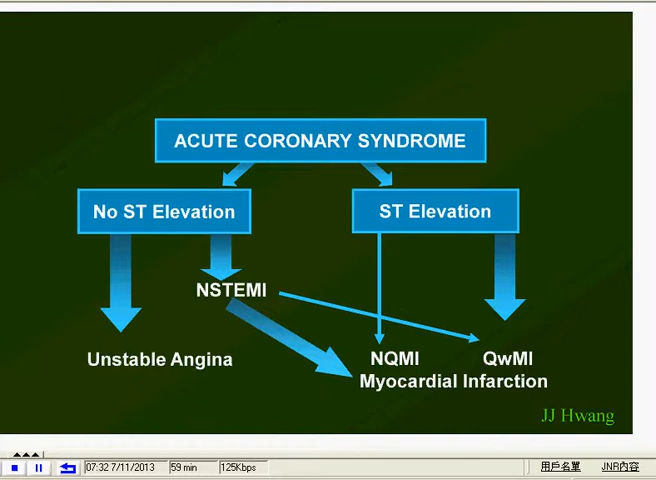 ACUTE CORONARY SYNDROME
No ST Elevation
ST Elevation
NSTEMI
Unstable Angina
NQMI
QwMI
Myocardial Infarction
JJ Hwang
07:32 7/11/2013
59 min
125Kbps
用戶名單
JNR內容